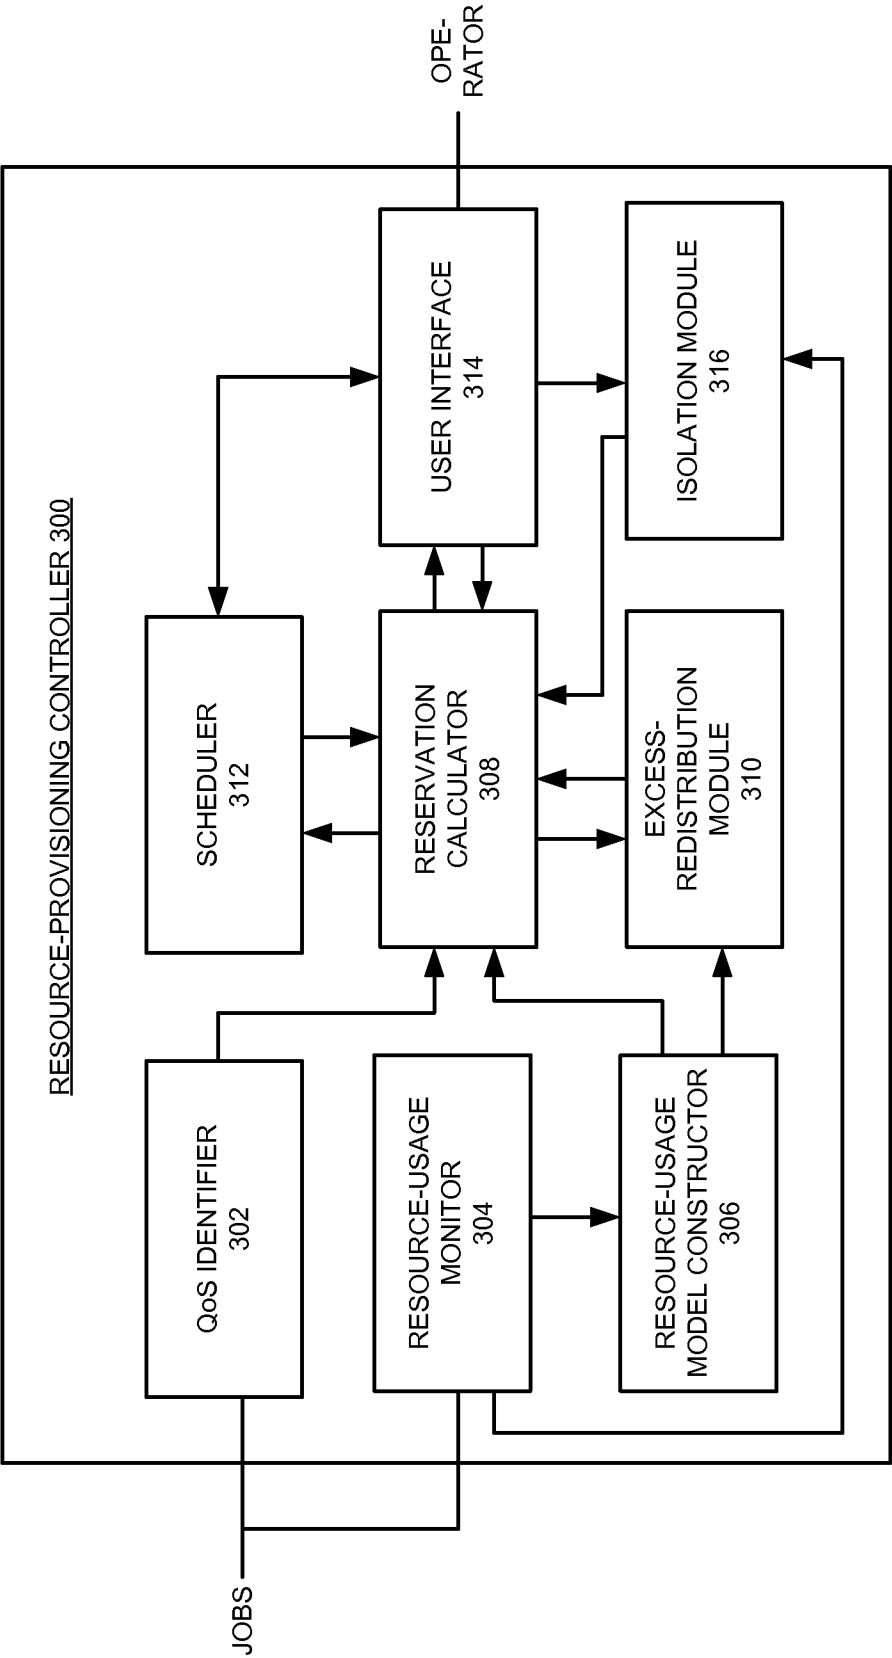 RESOURCE-PROVISIONING CONTROLLER 300
JOBS
QoS IDENTIFIER
302
SCHEDULER
312
RESOURCE-USAGE
MONITOR
304
RESERVATION
CALCULATOR
308
USER INTERFACE
314
OPE-
RATOR
RESOURCE-USAGE
MODEL CONSTRUCTOR
306
EXCESS-
REDISTRIBUTION
MODULE
310
ISOLATION MODULE
316